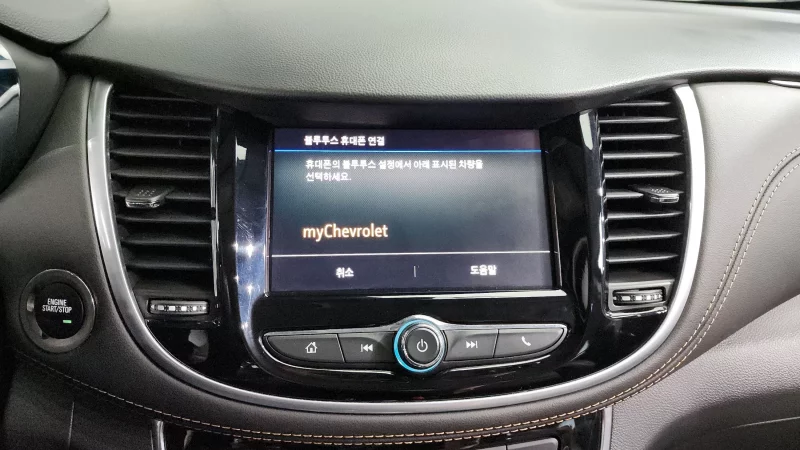 블루투스 휴대폰 연결
휴대폰의 블루투스 설정에서 아래 표시된 차량을
선택하세요.
myChevrolet
취소 | 도움말
ENGINE
START/STOP